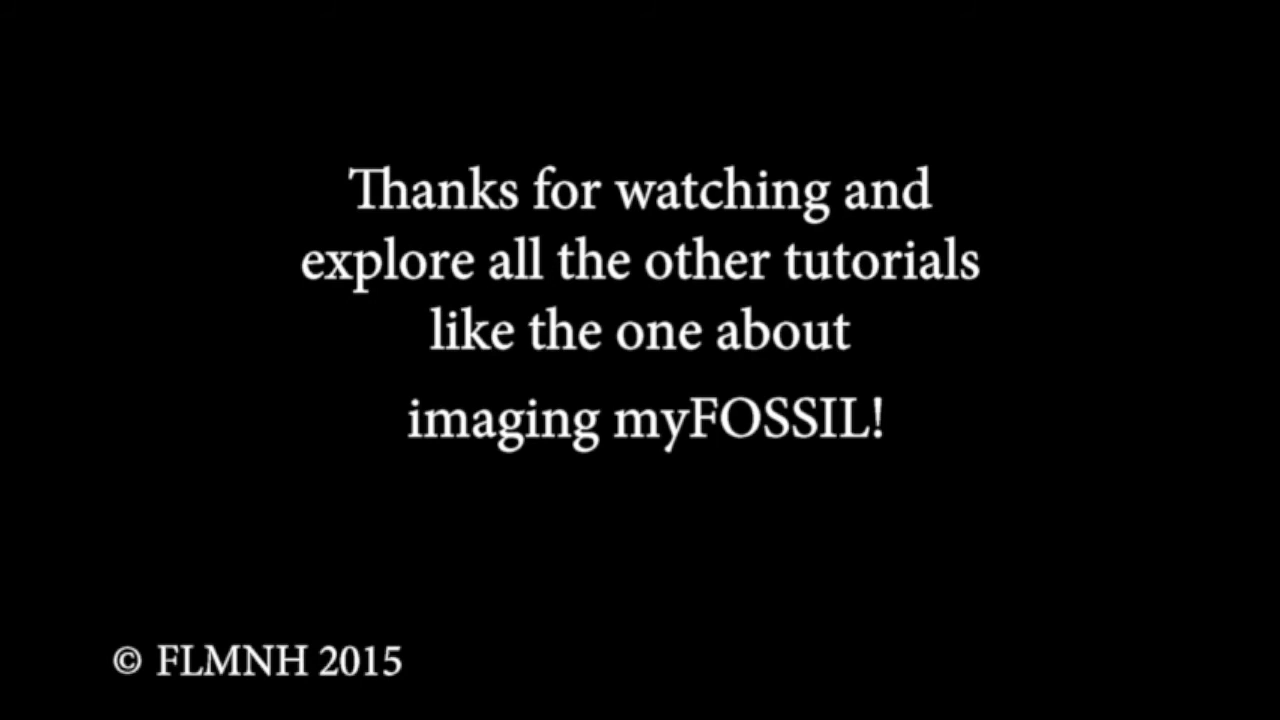 Thanks for watching and
explore all the other tutorials
like the one about
imaging myFOSSIL!
© FLMNH 2015